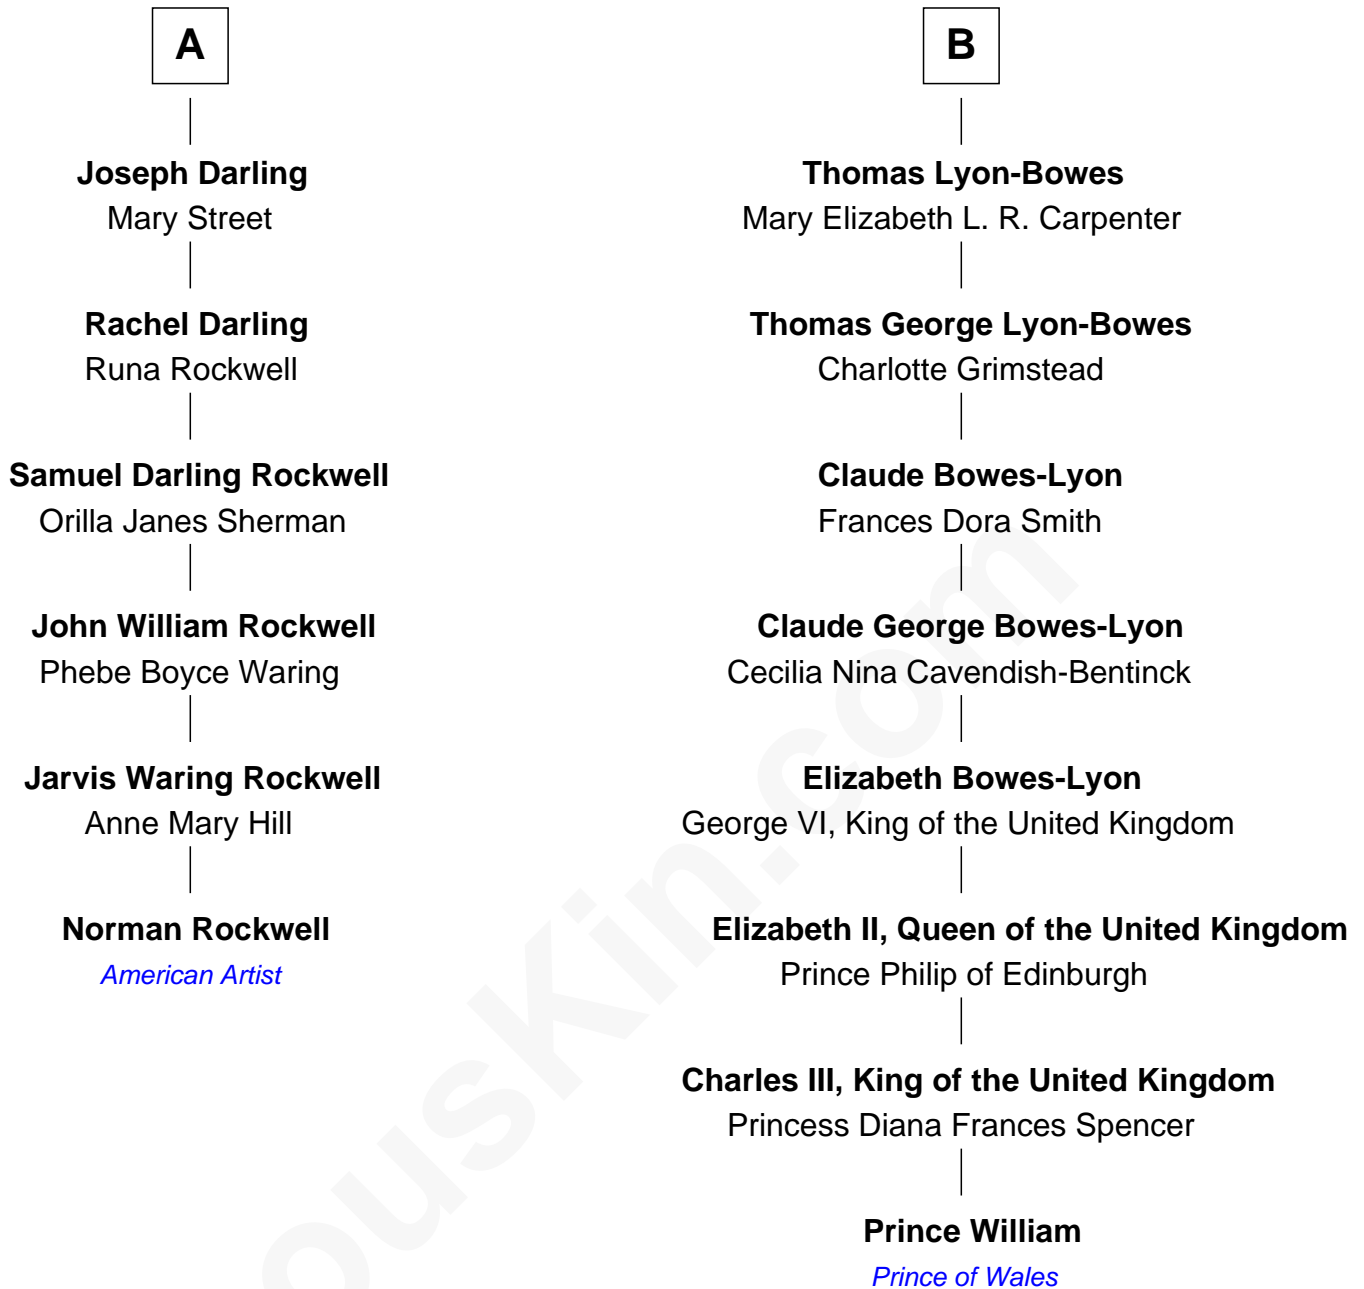 A
Joseph Darling
Mary Street
Rachel Darling
Runa Rockwell
Samuel Darling Rockwell
Orilla Janes Sherman
John William Rockwell
Phebe Boyce Waring
Jarvis Waring Rockwell
Anne Mary Hill
Norman Rockwell
American Artist
B
Thomas Lyon-Bowes
Mary Elizabeth L. R. Carpenter
Thomas George Lyon-Bowes
Charlotte Grimstead
Claude Bowes-Lyon
Frances Dora Smith
Claude George Bowes-Lyon
Cecilia Nina Cavendish-Bentinck
Elizabeth Bowes-Lyon
George VI, King of the United Kingdom
Elizabeth II, Queen of the United Kingdom
Prince Philip of Edinburgh
Charles III, King of the United Kingdom
Princess Diana Frances Spencer
Prince William
Prince of Wales
ousKin.com